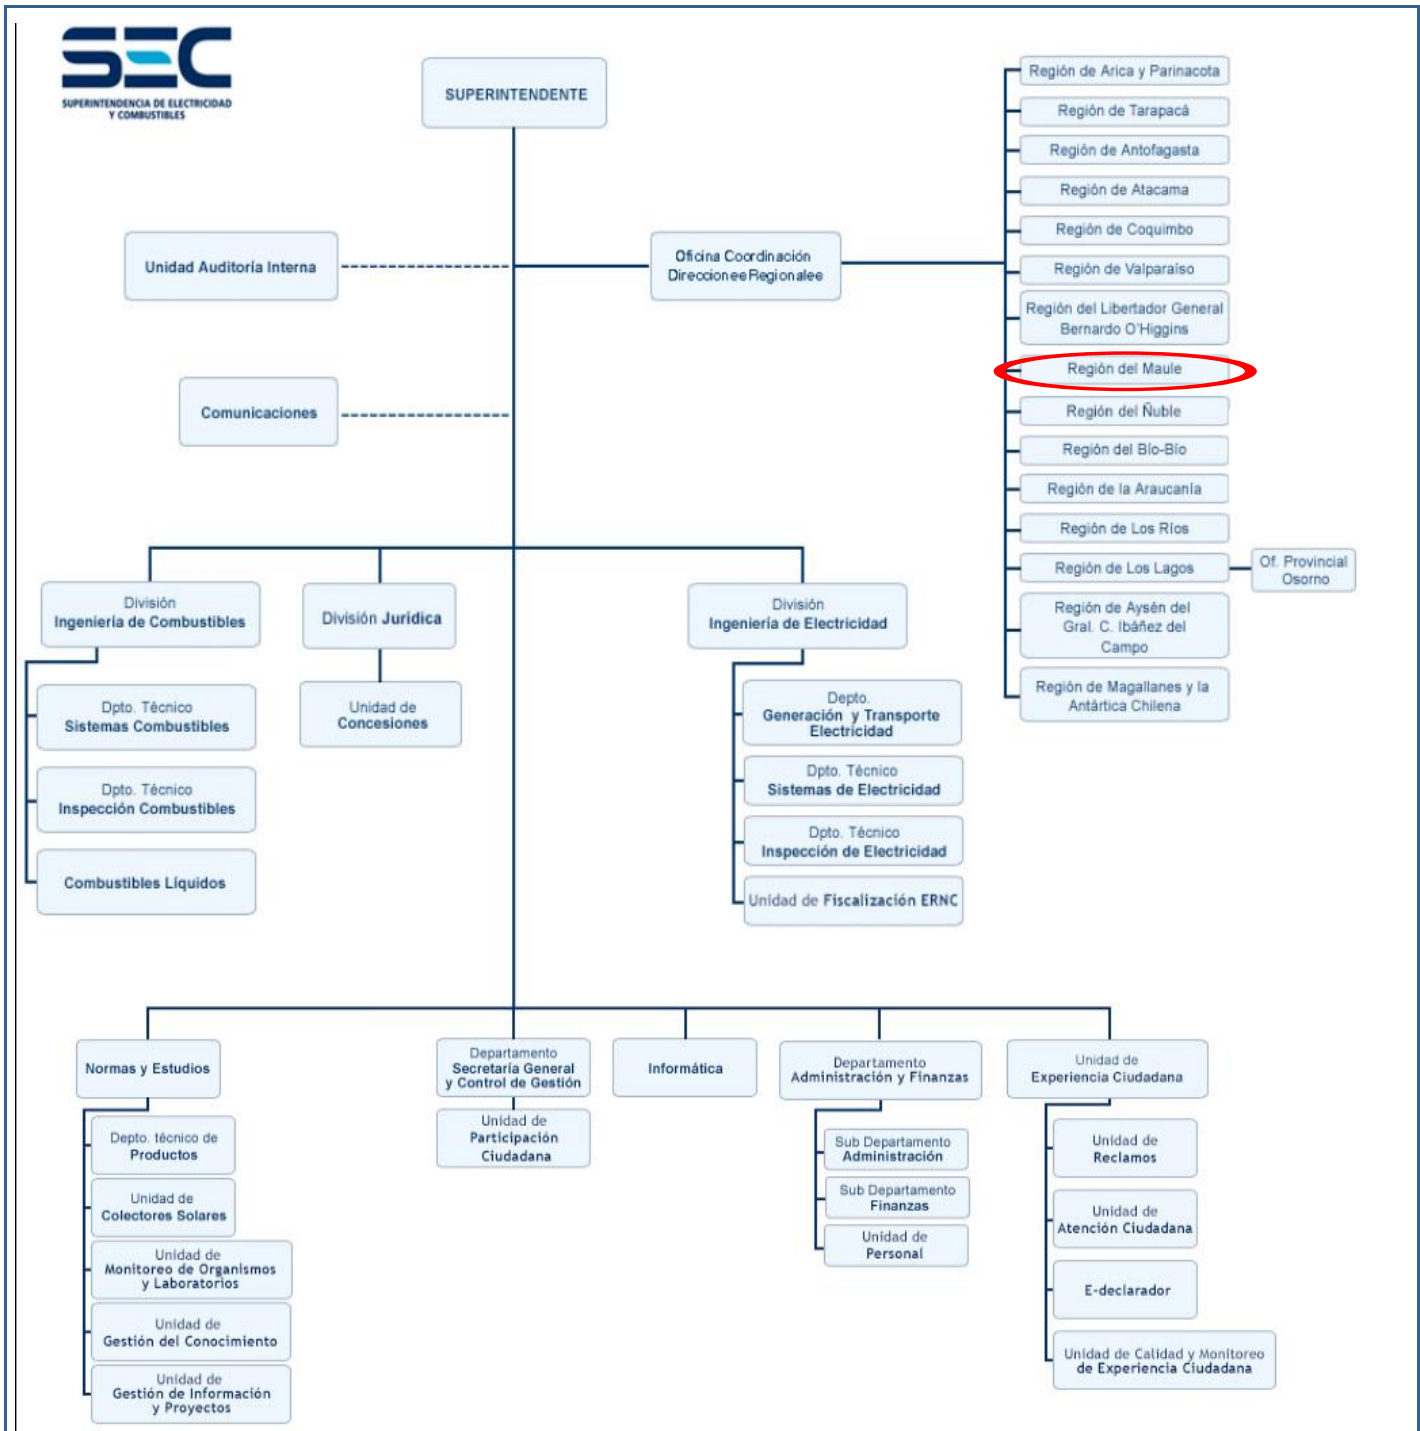 SEC
SUPERINTENDENCIA DE ELECTRICIDAD
Y COMBUSTIBLES
SUPERINTENDENTE
Unidad Auditoría Interna
Oficina Coordinación
Direccionee Regionalee
Comunicaciones
Región de Arica y Parinacota
Región de Tarapacá
Región de Antofagasta
Región de Atacama
Región de Coquimbo
Región de Valparaíso
Región del Libertador General
Bernardo O'Higgins
Región del Maule
Región del Ñuble
Región del Bío-Bío
Región de la Araucanía
Región de Los Ríos
Región de Los Lagos
Of. Provincial
Osorno
Región de Aysén del
Gral. C. Ibáñez del
Campo
Región de Magallanes y la
Antártica Chilena
División
Ingeniería de Combustibles
Dpto. Técnico
Sistemas Combustibles
Dpto. Técnico
Inspección Combustibles
Combustibles Líquidos
División Jurídica
Unidad de
Concesiones
División
Ingeniería de Electricidad
Depto.
Generación y Transporte
Electricidad
Dpto. Técnico
Sistemas de Electricidad
Dpto. Técnico
Inspección de Electricidad
Unidad de Fiscalización ERNC
Normas y Estudios
Depto. técnico de
Productos
Unidad de
Colectores Solares
Unidad de
Monitoreo de Organismos
y Laboratorios
Unidad de
Gestión del Conocimiento
Unidad de
Gestión de Información
y Proyectos
Departamento
Secretaría General
y Control de Gestión
Unidad de
Participación
Ciudadana
Informática
Departamento
Administración y Finanzas
Sub Departamento
Administración
Sub Departamento
Finanzas
Unidad de
Personal
Unidad de
Experiencia Ciudadana
Unidad de
Reclamos
Unidad de
Atención Ciudadana
E-declarador
Unidad de Calidad y Monitoreo
de Experiencia Ciudadana